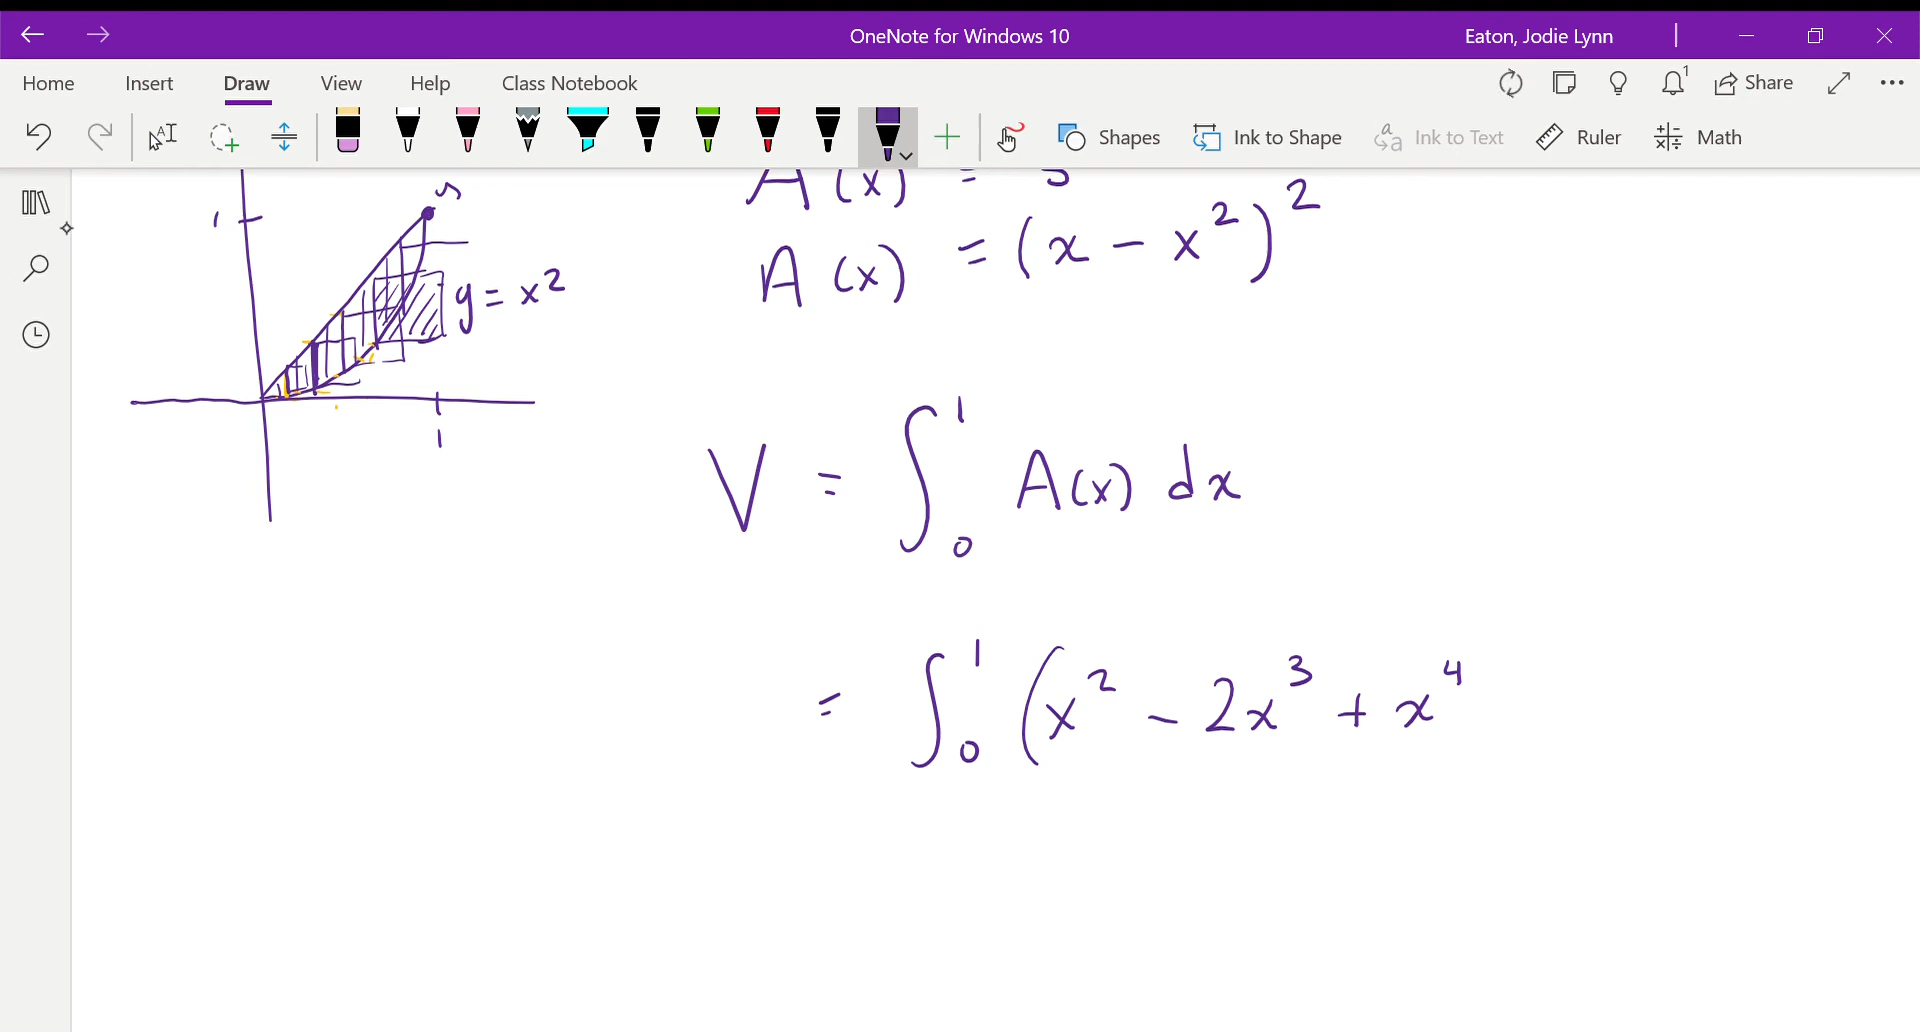 OneNote for Windows 10
Eaton, Jodie Lynn
Home Insert Draw View Help Class Notebook
1
Share
Shapes
Ink to Shape
Ink to Text
Ruler
Math
A(x) =
A(x) = (x - x²)²
1
y = x²
1
V = ∫₀¹ A(x) dx
= ∫₀¹ (x² - 2x³ + x⁴